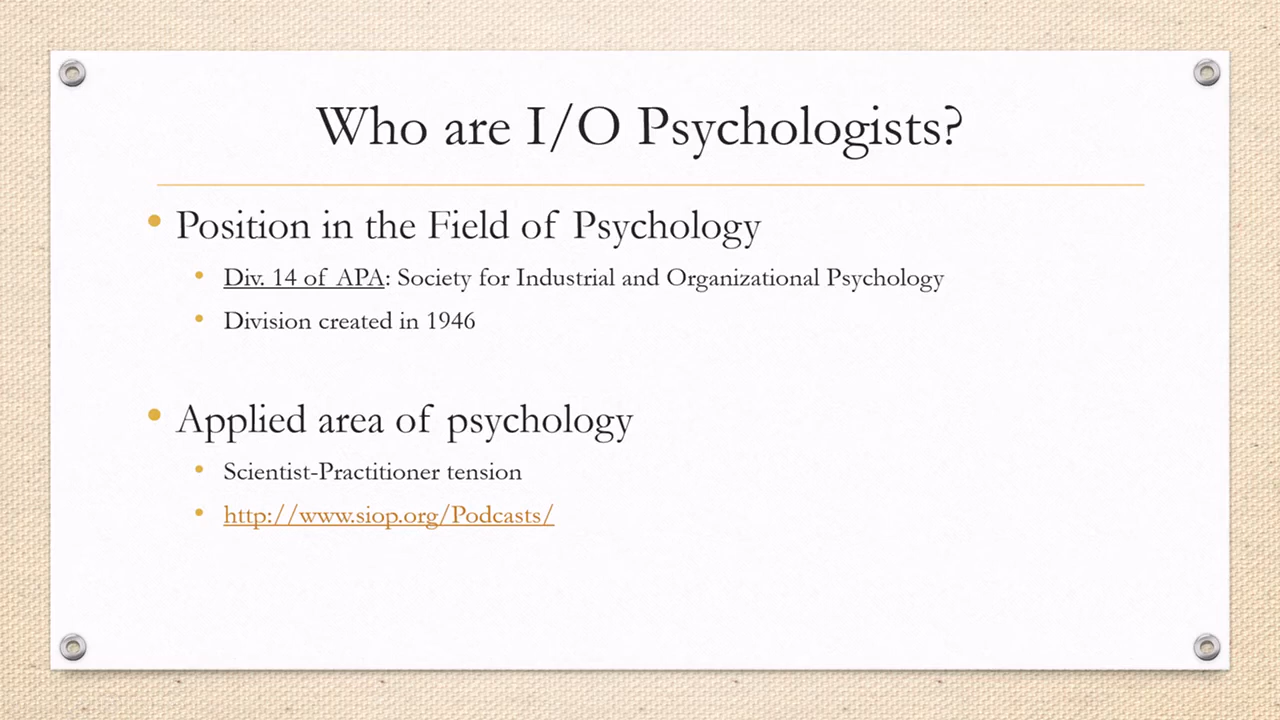 Who are I/O Psychologists?
• Position in the Field of Psychology
• Div. 14 of APA: Society for Industrial and Organizational Psychology
• Division created in 1946
• Applied area of psychology
• Scientist-Practitioner tension
• http://www.siop.org/Podcasts/